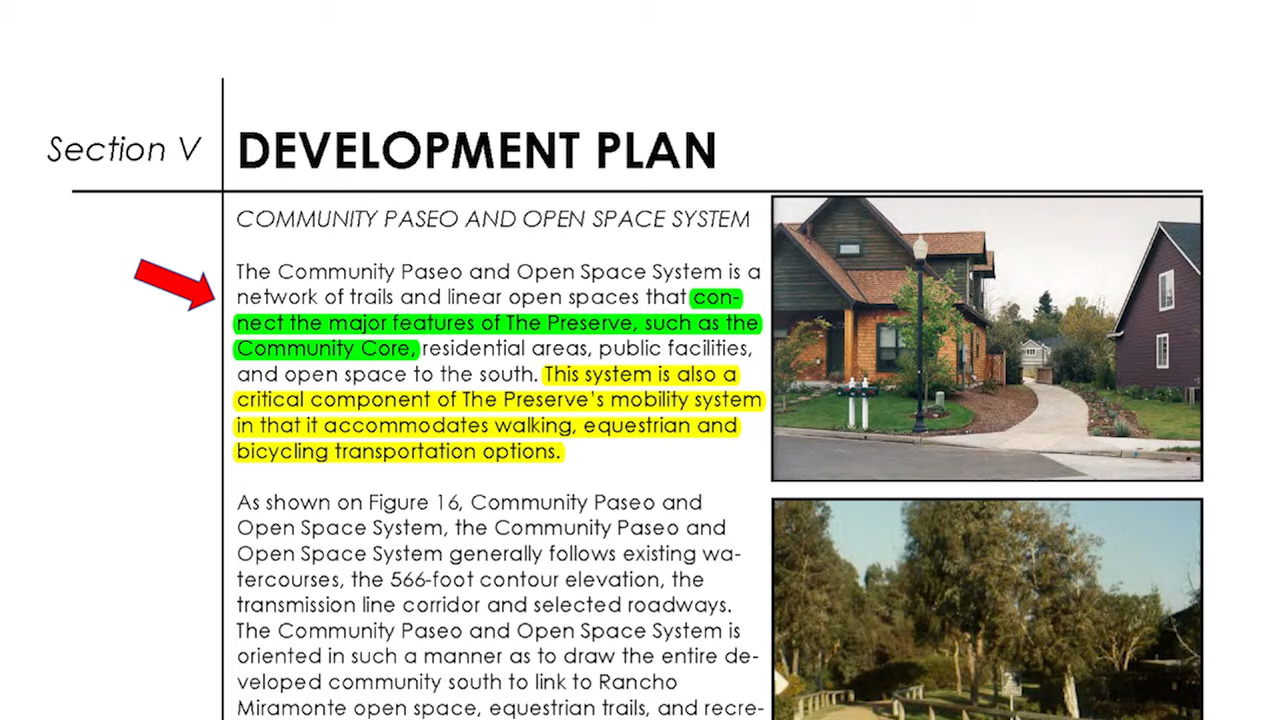 Section V
DEVELOPMENT PLAN
COMMUNITY PASEO AND OPEN SPACE SYSTEM
The Community Paseo and Open Space System is a
network of trails and linear open spaces that con-
nect the major features of The Preserve, such as the
Community Core, residential areas, public facilities,
and open space to the south. This system is also a
critical component of The Preserve's mobility system
in that it accommodates walking, equestrian and
bicycling transportation options.
As shown on Figure 16, Community Paseo and
Open Space System, the Community Paseo and
Open Space System generally follows existing wa-
tercourses, the 566-foot contour elevation, the
transmission line corridor and selected roadways.
The Community Paseo and Open Space System is
oriented in such a manner as to draw the entire de-
veloped community south to link to Rancho
Miramonte open space, equestrian trails, and recre-